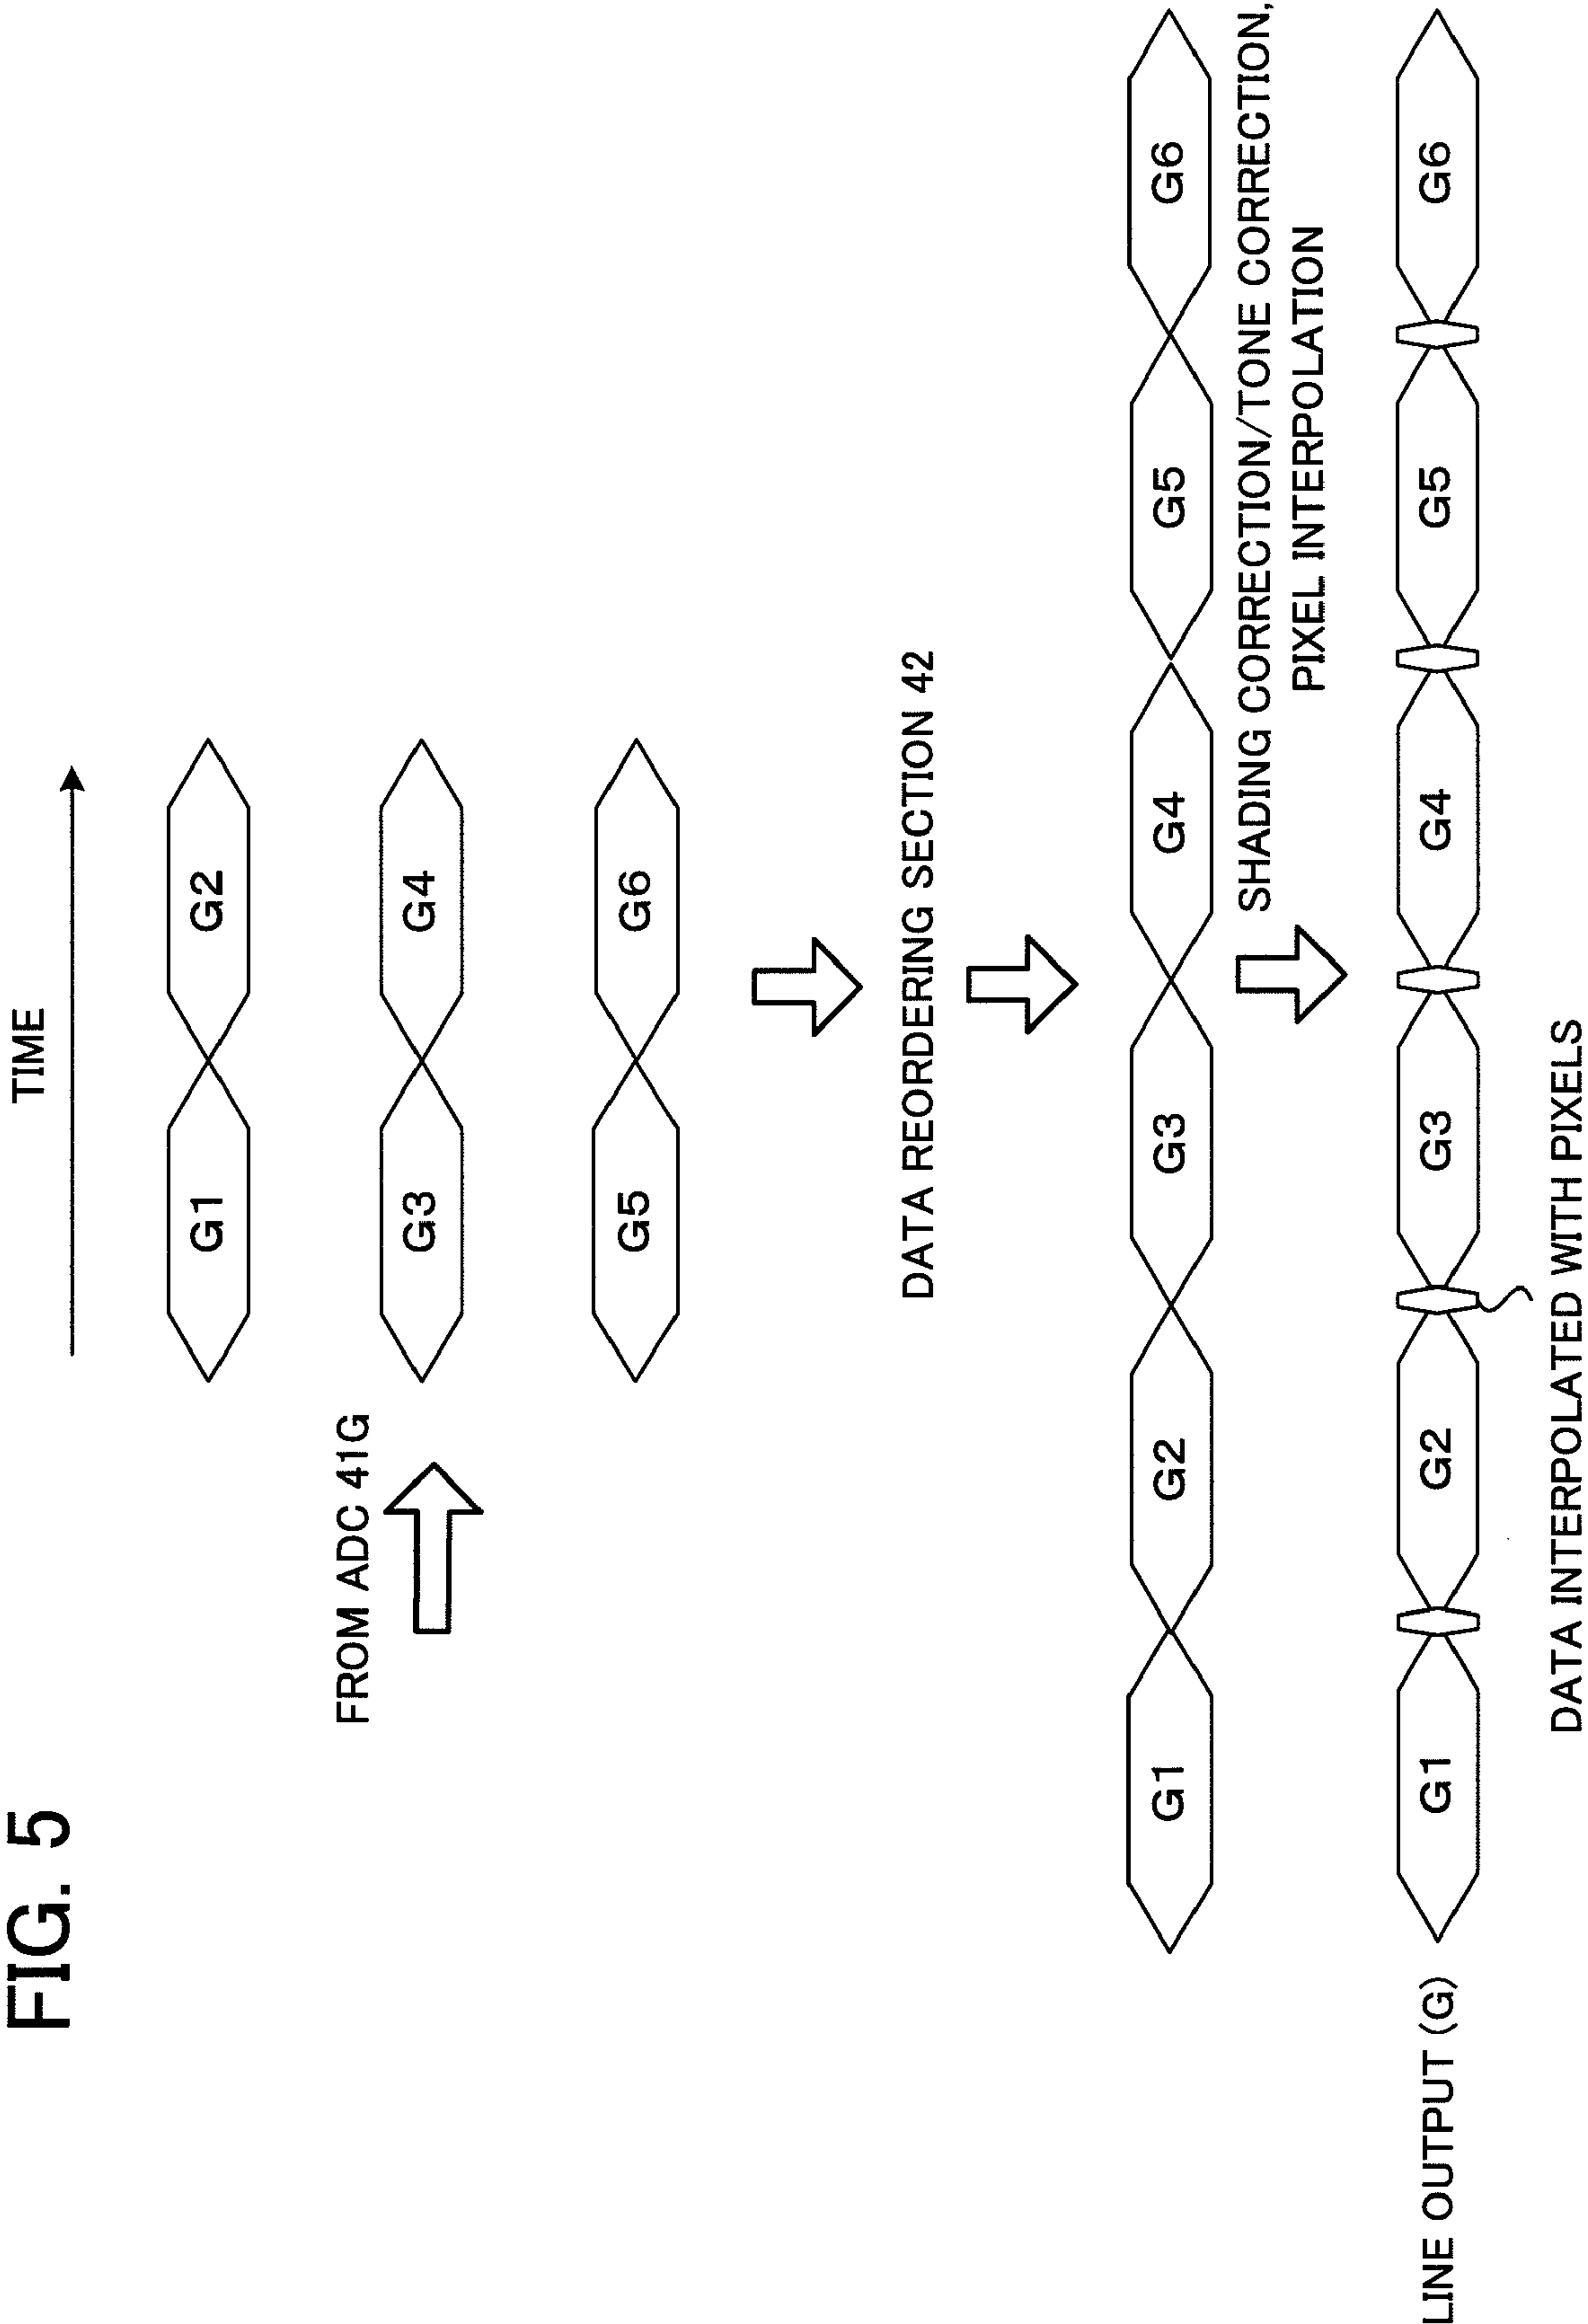 FIG. 5
TIME
FROM ADC 41G
G1 G2
G3 G4
G5 G6
DATA REORDERING SECTION 42
G1 G2 G3 G4 G5 G6
SHADING CORRECTION/TONE CORRECTION,
PIXEL INTERPOLATION
LINE OUTPUT (G) G1 G2 G3 G4 G5 G6
DATA INTERPOLATED WITH PIXELS